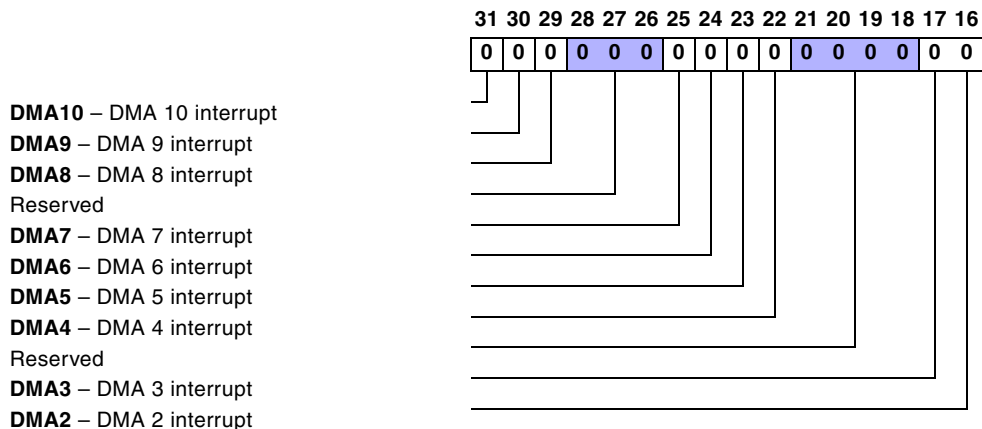 31 30 29 28 27 26 25 24 23 22 21 20 19 18 17 16
0 0 0 0 0 0 0 0 0 0 0 0 0 0 0 0
DMA10 – DMA 10 interrupt
DMA9 – DMA 9 interrupt
DMA8 – DMA 8 interrupt
Reserved
DMA7 – DMA 7 interrupt
DMA6 – DMA 6 interrupt
DMA5 – DMA 5 interrupt
DMA4 – DMA 4 interrupt
Reserved
DMA3 – DMA 3 interrupt
DMA2 – DMA 2 interrupt